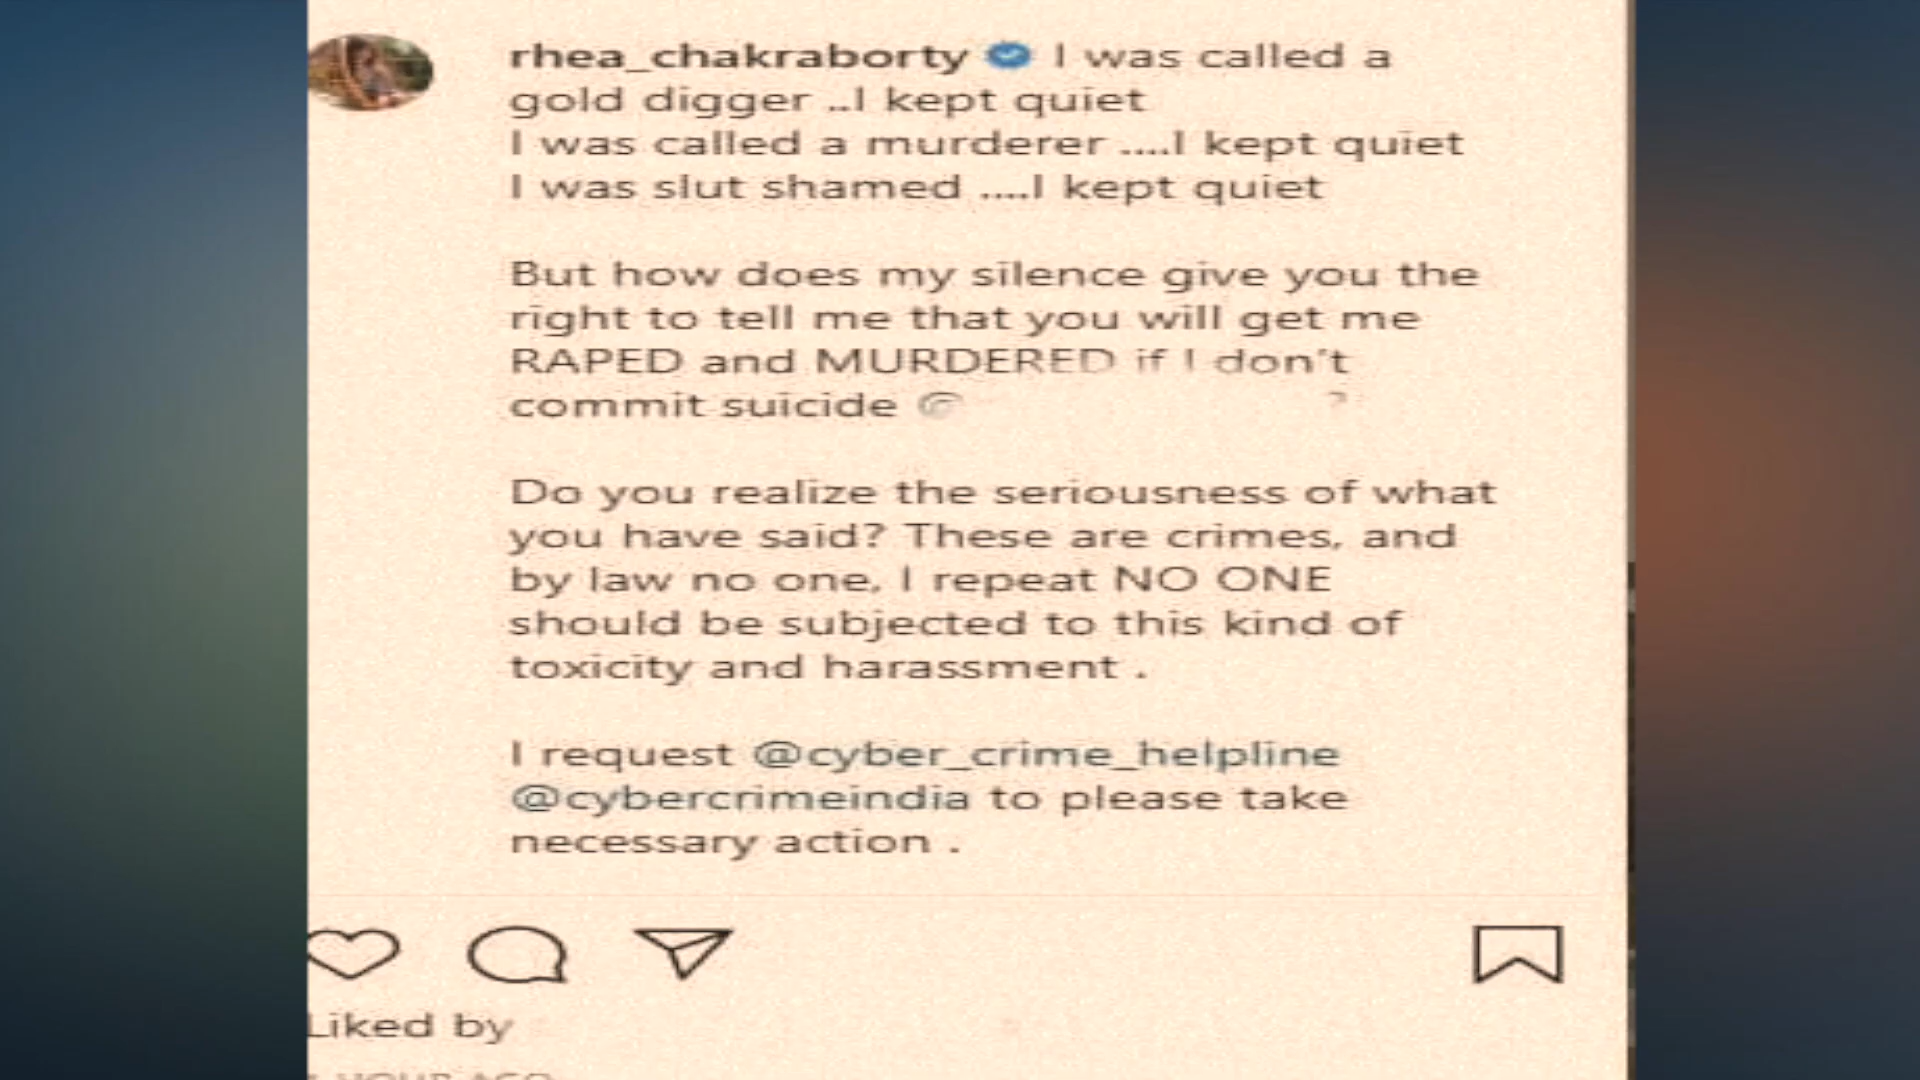 rhea_chakraborty I was called a
gold digger ..I kept quiet
I was called a murderer ....I kept quiet
I was slut shamed ....I kept quiet
But how does my silence give you the
right to tell me that you will get me
RAPED and MURDERED if I don't
commit suicide @ ?
Do you realize the seriousness of what
you have said? These are crimes, and
by law no one, I repeat NO ONE
should be subjected to this kind of
toxicity and harassment .
I request @cyber_crime_helpline
@cybercrimeindia to please take
necessary action .
Liked by